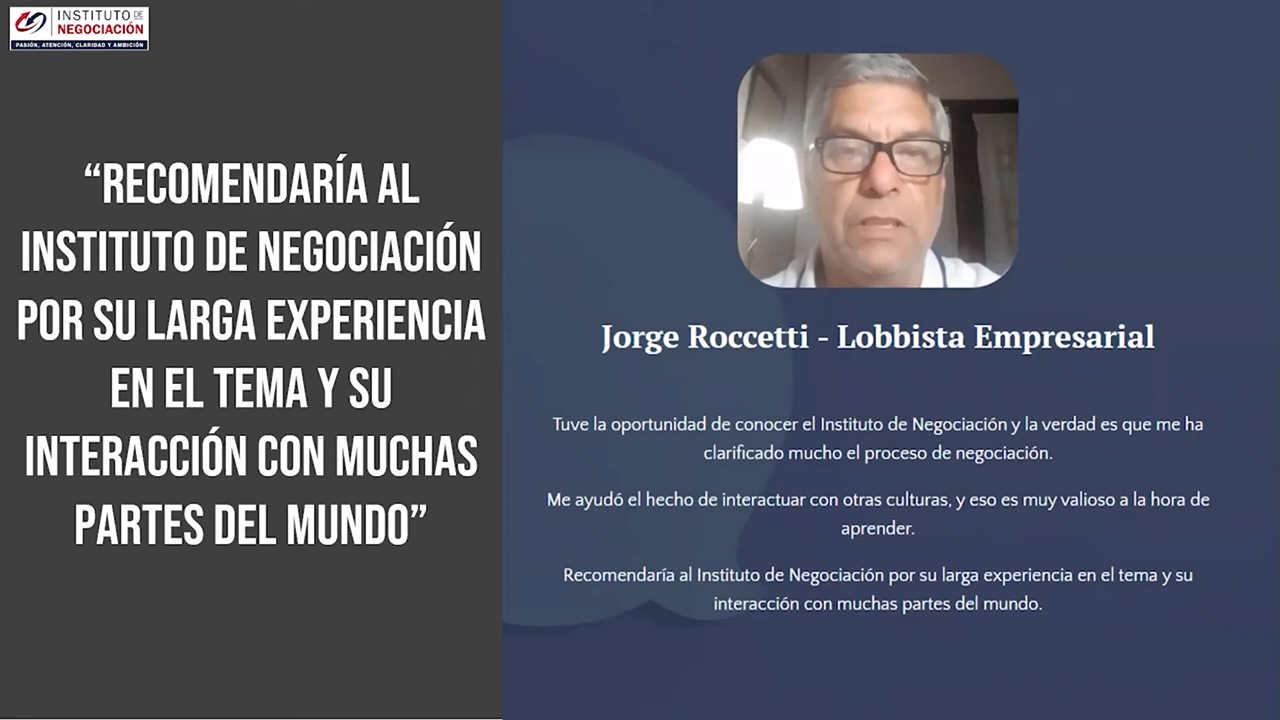 INSTITUTO DE
NEGOCIACIÓN
PASIÓN, ATENCIÓN, CLARIDAD Y AMBICIÓN
“RECOMENDARÍA AL
INSTITUTO DE NEGOCIACIÓN
POR SU LARGA EXPERIENCIA
EN EL TEMA Y SU
INTERACCIÓN CON MUCHAS
PARTES DEL MUNDO”
Jorge Roccetti - Lobbista Empresarial
Tuve la oportunidad de conocer el Instituto de Negociación y la verdad es que me ha
clarificado mucho el proceso de negociación.
Me ayudó el hecho de interactuar con otras culturas, y eso es muy valioso a la hora de
aprender.
Recomendaría al Instituto de Negociación por su larga experiencia en el tema y su
interacción con muchas partes del mundo.